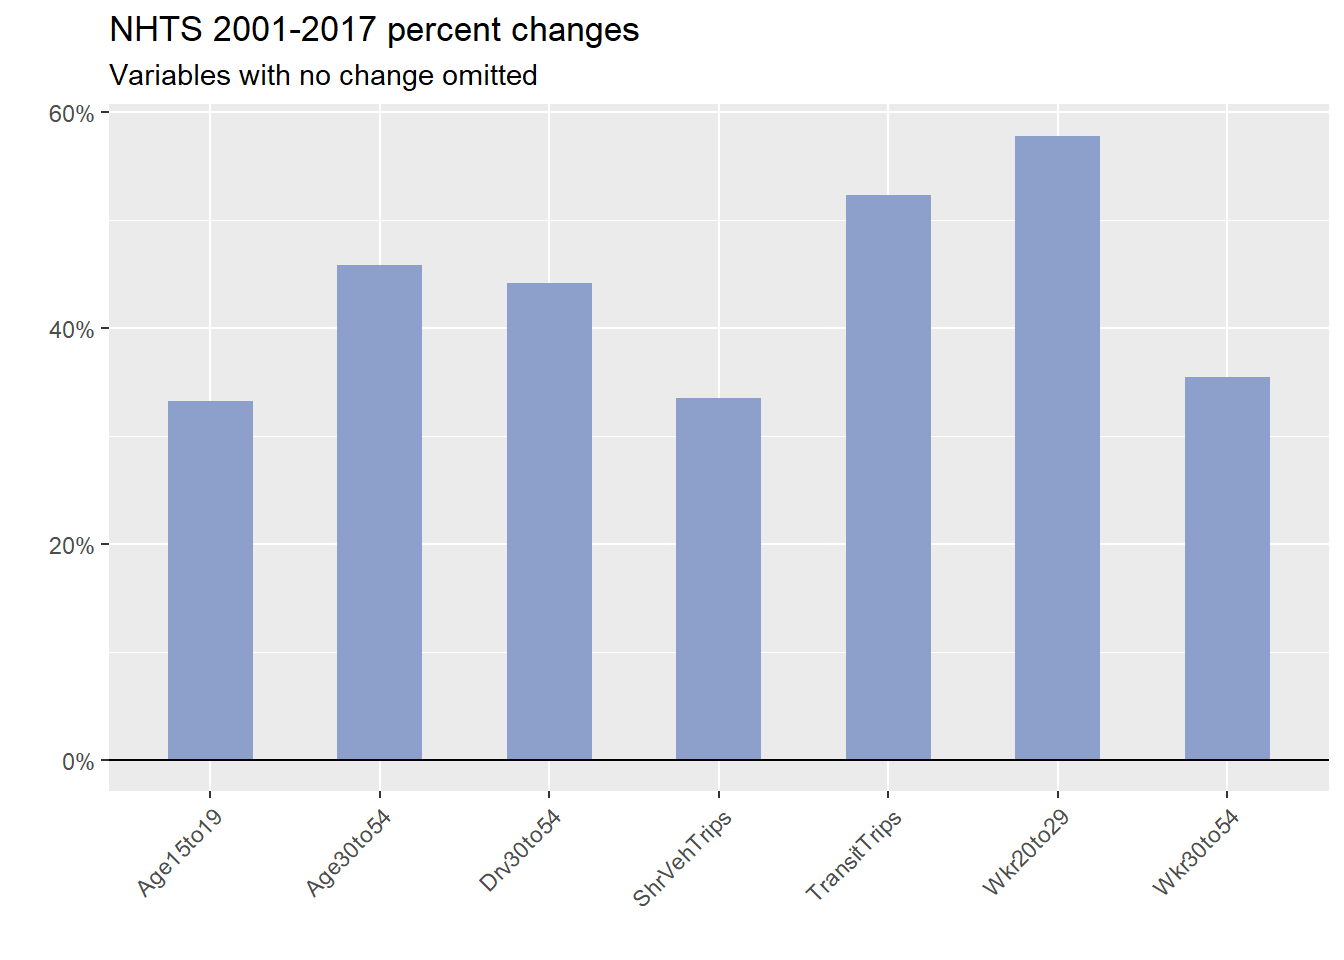 NHTS 2001-2017 percent changes
Variables with no change omitted
60%
40%
20%
0%
Age15to19
Age30to54
Drv30to54
ShrVehTrips
TransitTrips
Wkr20to29
Wkr30to54